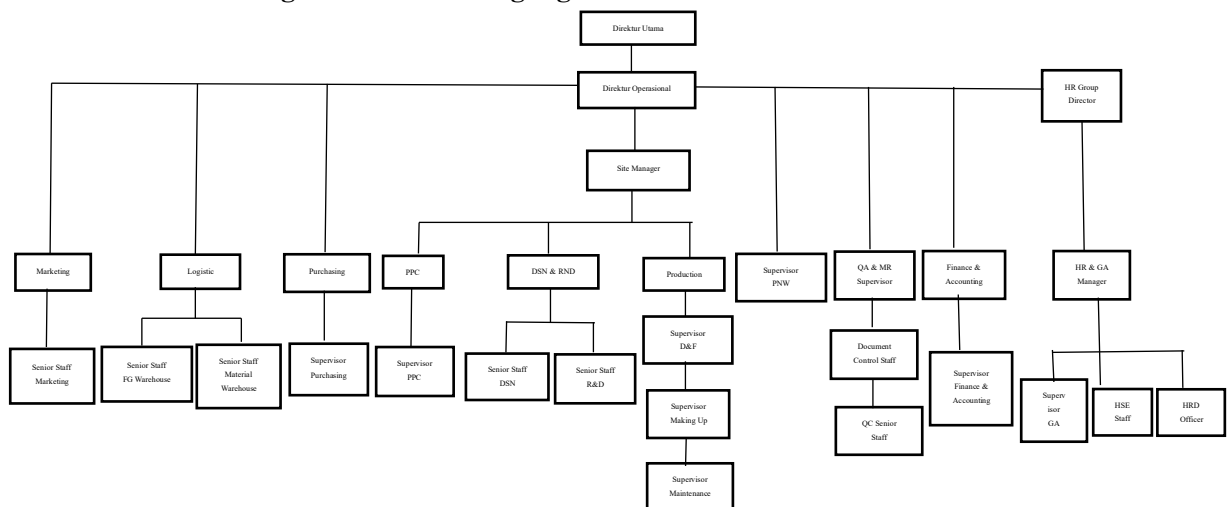 Direktur Utama
Direktur Operasional
HR Group
Director
Site Manager
Marketing
Logistic
Purchasing
PPC
DSN & RND
Production
Supervisor
PNW
QA & MR
Supervisor
Finance &
Accounting
HR & GA
Manager
Senior Staff
Marketing
Senior Staff
FG Warehouse
Senior Staff
Material
Warehouse
Supervisor
Purchasing
Supervisor
PPC
Senior Staff
DSN
Senior Staff
R&D
Supervisor
D&F
Supervisor
Making Up
Supervisor
Maintenance
Document
Control Staff
QC Senior
Staff
Supervisor
Finance &
Accounting
Superv
isor
GA
HSE
Staff
HRD
Officer